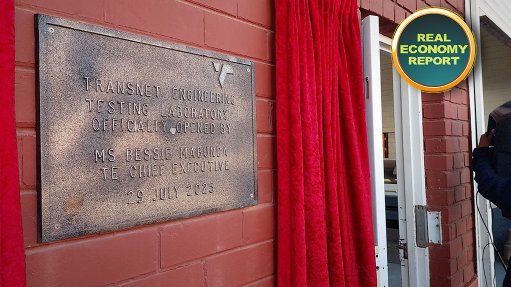 TRANSNET ENGINEERING
TESTING LABORATORY
OFFICIALLY OPENED BY
MS BESSIE MABUNDA
TE CHIEF EXECUTIVE
29 JULY 2023
REAL
ECONOMY
REPORT